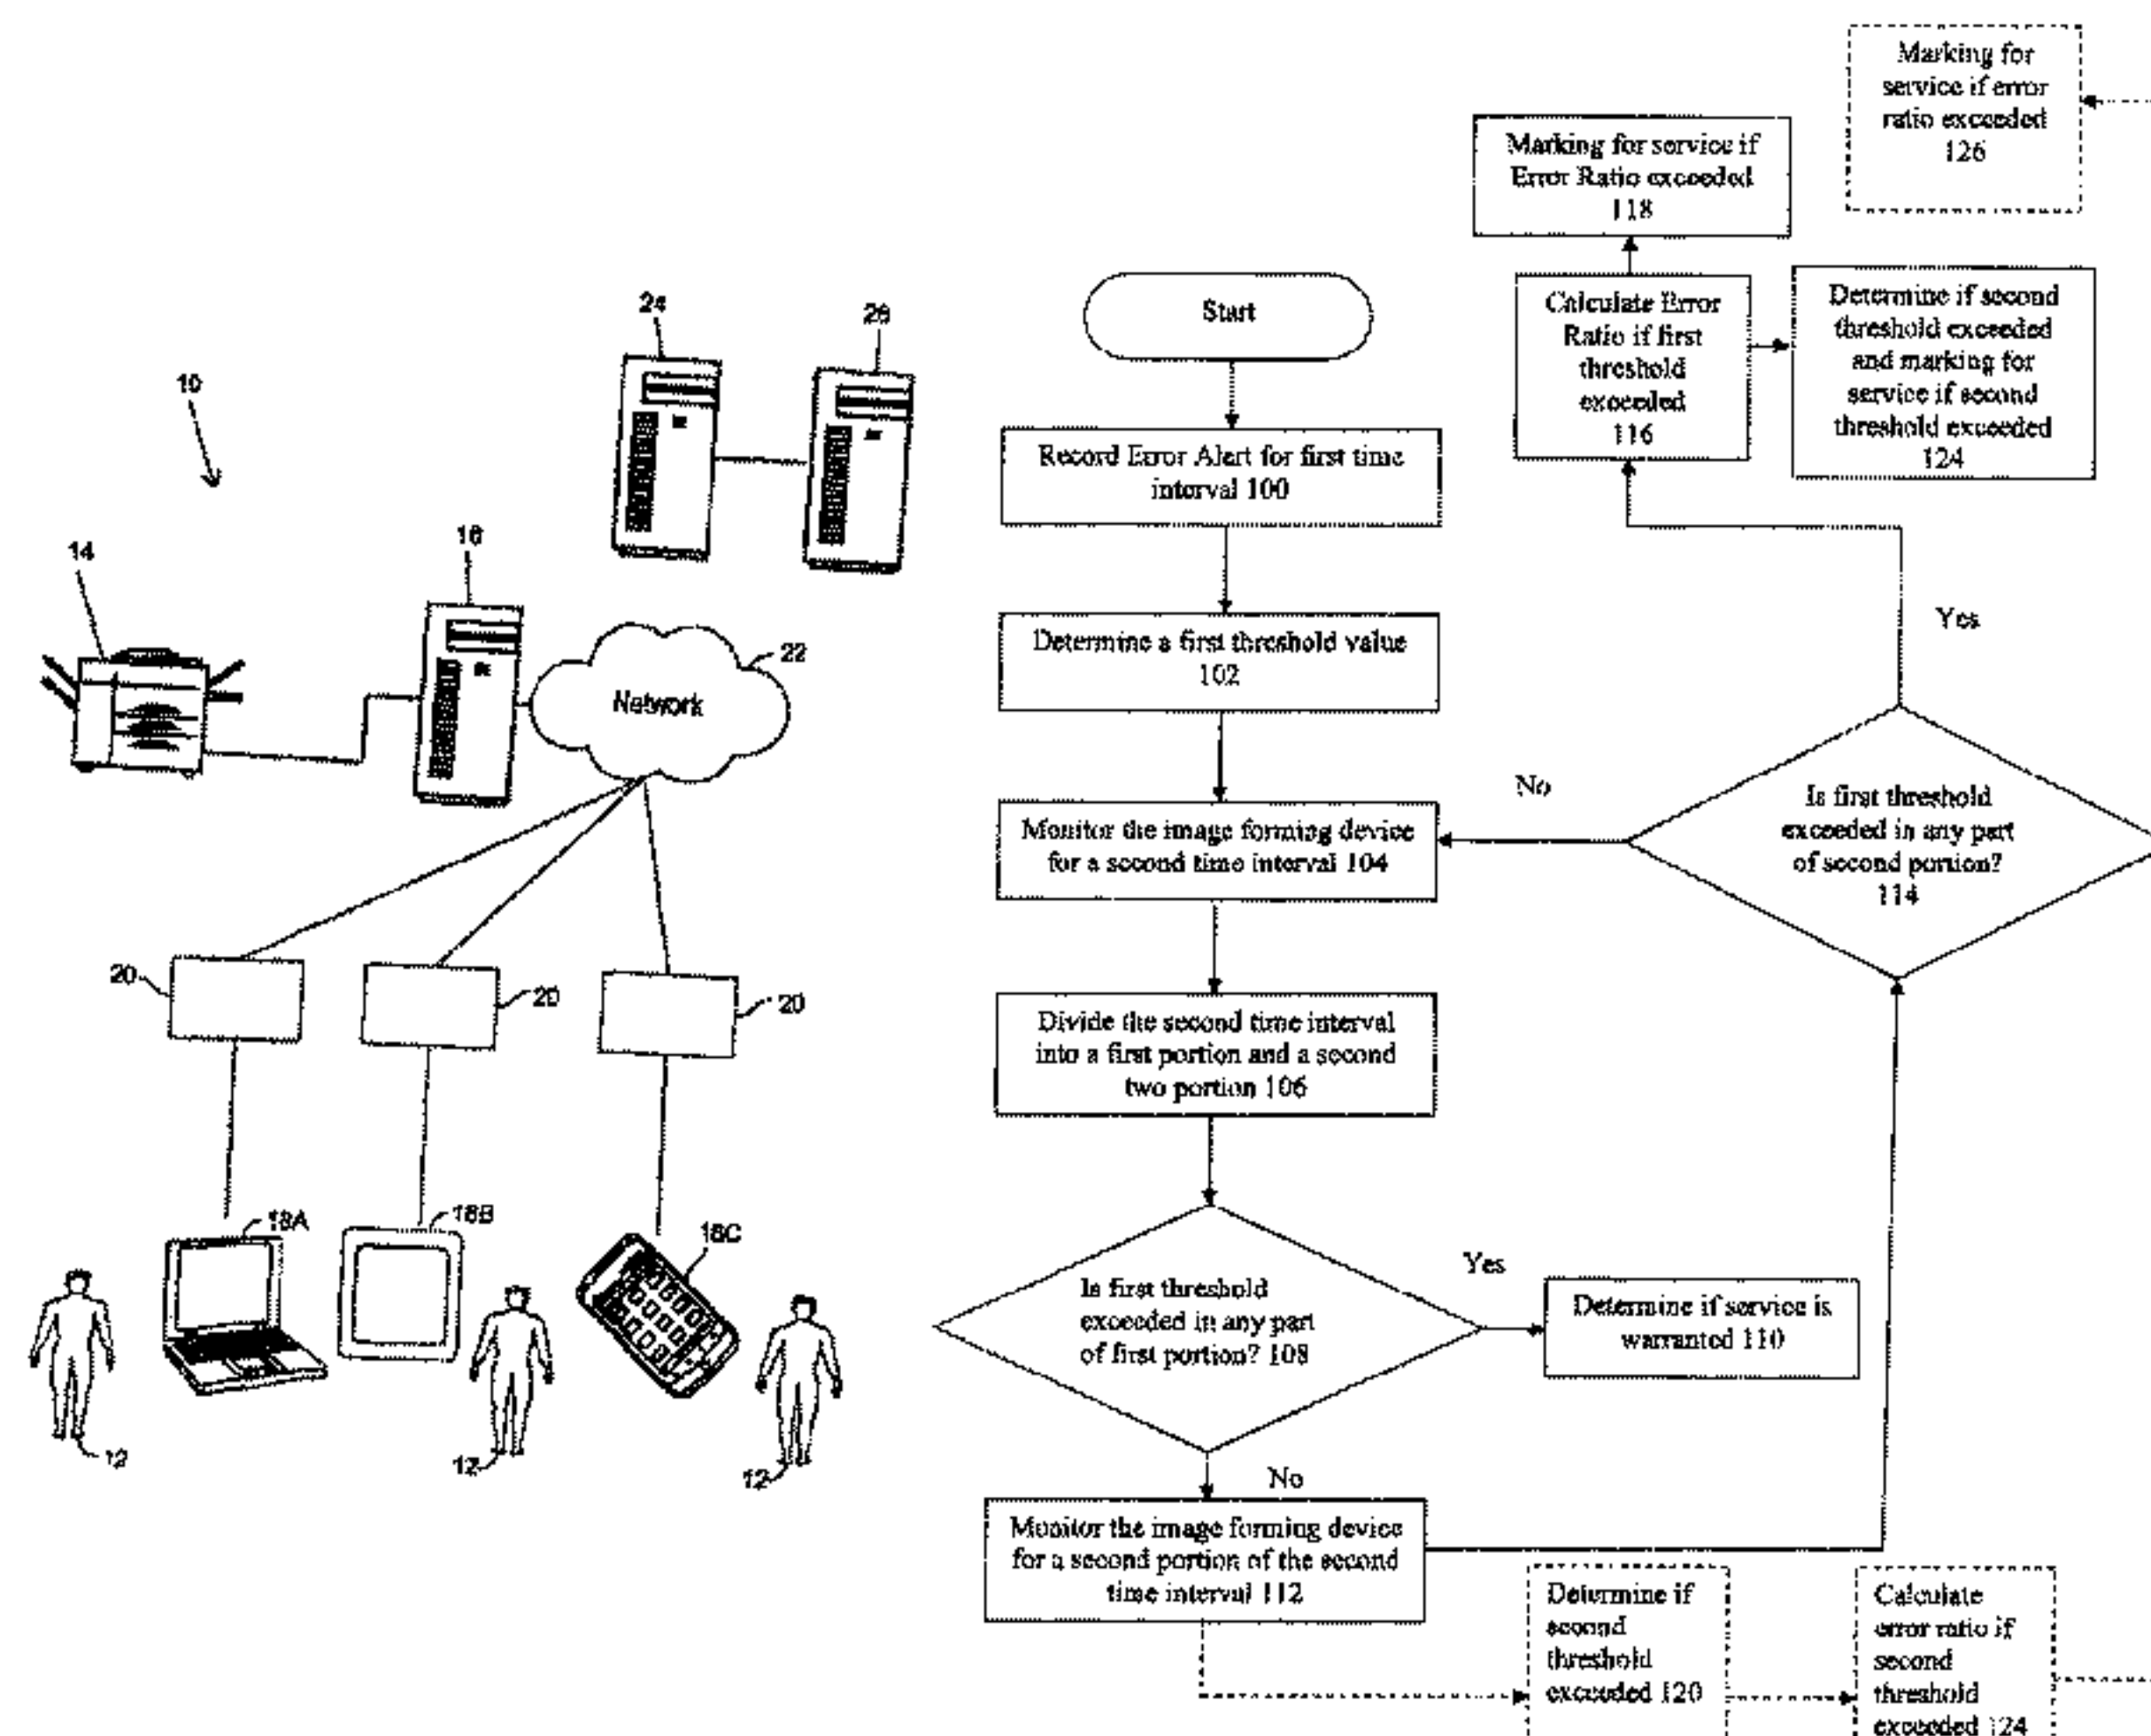 10
14
16
24
26
22
Network
20
20
20
18A
18B
18C
12
12
12
Start
Record Error Alert for first time
interval 100
Determine a first threshold value
102
Monitor the image forming device
for a second time interval 104
Divide the second time interval
into a first portion and a second
two portion 106
Is first threshold
exceeded in any part
of first portion? 108
Yes
Determine if service is
warranted 110
No
Monitor the image forming device
for a second portion of the second
time interval 112
Is first threshold
exceeded in any part
of second portion?
114
No
Yes
Calculate Error
Ratio if first
threshold
exceeded
116
Marking for service if
Error Ratio exceeded
118
Determine if second
threshold exceeded
and marking for
service if second
threshold exceeded
124
Marking for
service if error
ratio exceeded
126
Determine if
second
threshold
exceeded 120
Calculate
error ratio if
second
threshold
exceeded 124